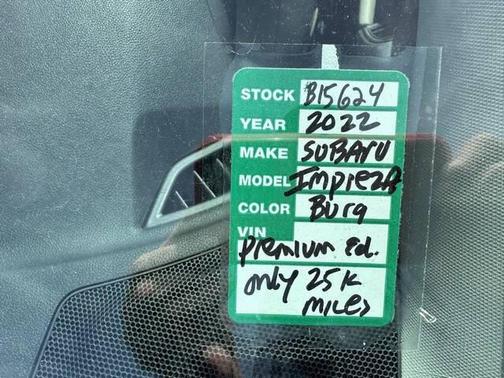 STOCK B15624
YEAR 2022
MAKE SUBARU
MODEL Impreza
COLOR Burg
VIN
premium Ed.
only 25k
miles